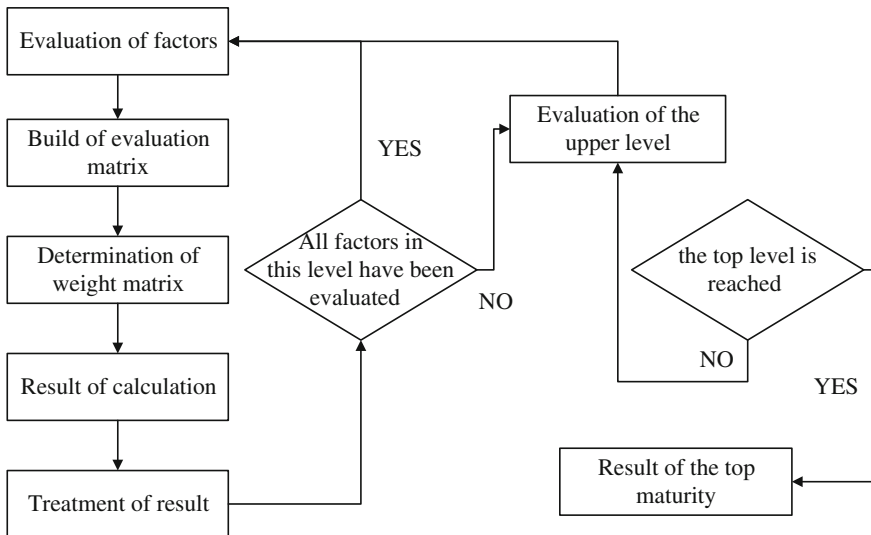 Evaluation of factors
Build of evaluation
matrix
Determination of
weight matrix
Result of calculation
Treatment of result
YES
All factors in
this level have been
evaluated
NO
Evaluation of the
upper level
the top level is
reached
NO
YES
Result of the top
maturity